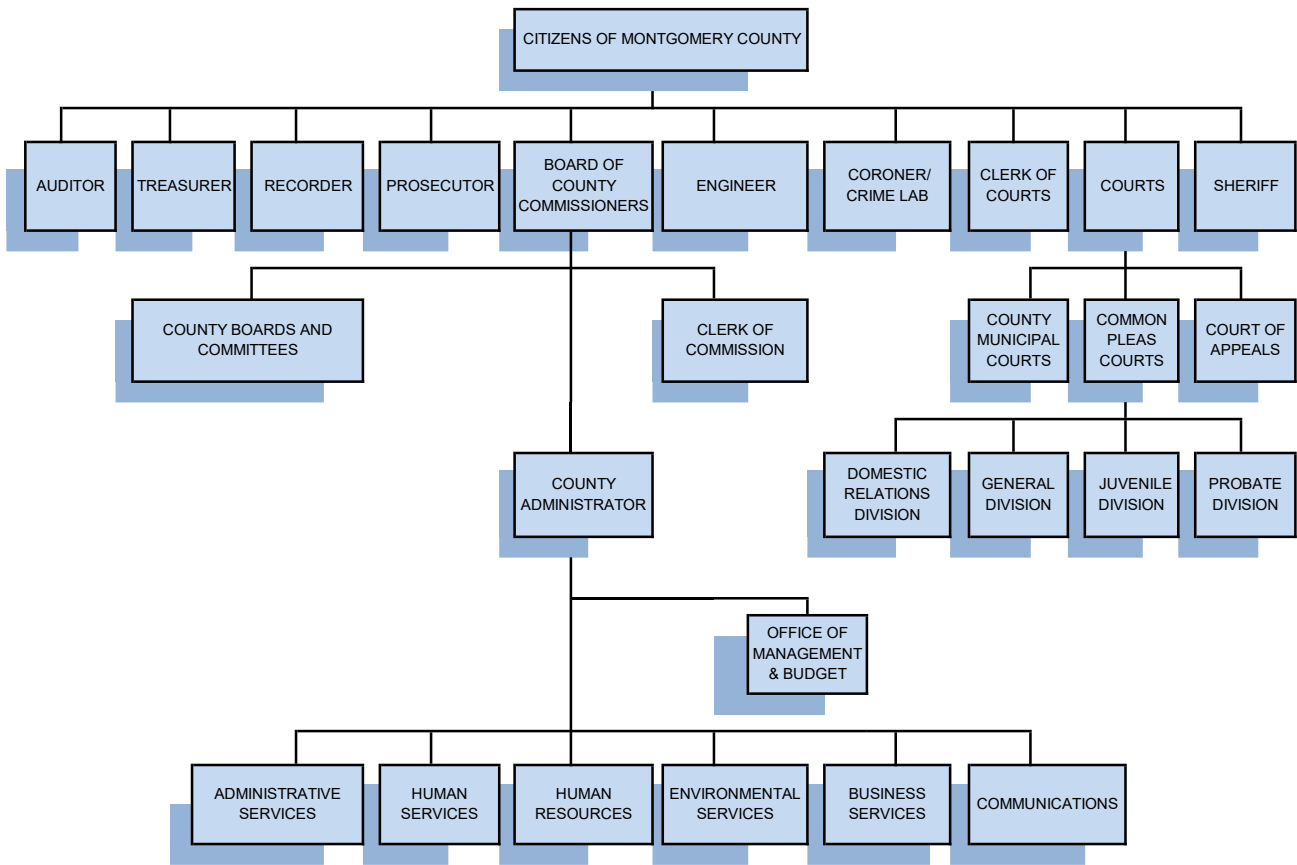 CITIZENS OF MONTGOMERY COUNTY
AUDITOR
TREASURER
RECORDER
PROSECUTOR
BOARD OF
COUNTY
COMMISSIONERS
ENGINEER
CORONER/
CRIME LAB
CLERK OF
COURTS
COURTS
SHERIFF
COUNTY BOARDS AND
COMMITTEES
CLERK OF
COMMISSION
COUNTY
MUNICIPAL
COURTS
COMMON
PLEAS
COURTS
COURT OF
APPEALS
COUNTY
ADMINISTRATOR
DOMESTIC
RELATIONS
DIVISION
GENERAL
DIVISION
JUVENILE
DIVISION
PROBATE
DIVISION
OFFICE OF
MANAGEMENT
& BUDGET
ADMINISTRATIVE
SERVICES
HUMAN
SERVICES
HUMAN
RESOURCES
ENVIRONMENTAL
SERVICES
BUSINESS
SERVICES
COMMUNICATIONS